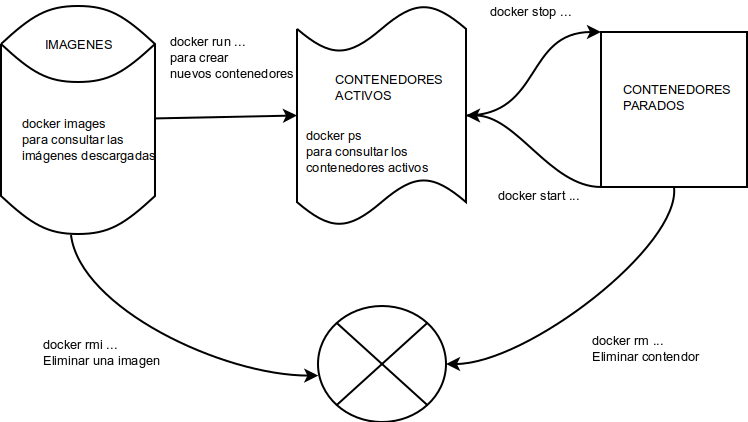 IMAGENES
docker images
para consultar las
imágenes descargadas
docker run ...
para crear
nuevos contenedores
CONTENEDORES
ACTIVOS
docker ps
para consultar los
contenedores activos
docker stop ...
CONTENEDORES
PARADOS
docker start ...
docker rmi ...
Eliminar una imagen
docker rm ...
Eliminar contendor